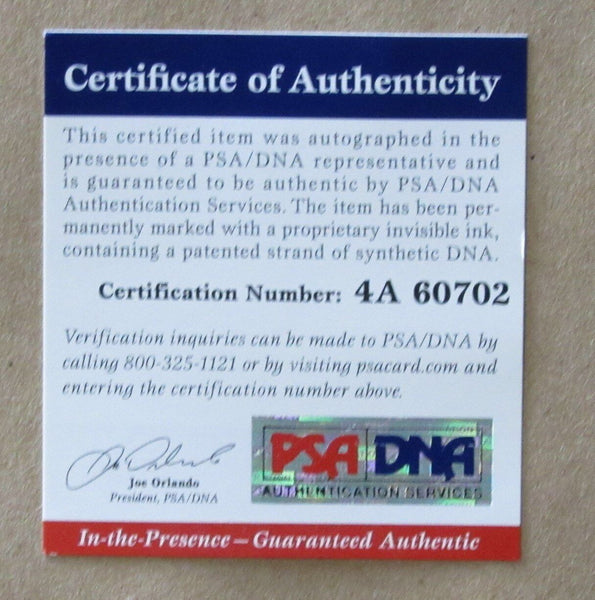 Certificate of Authenticity
This certified item was autographed in the
presence of a PSA/DNA representative and
is guaranteed to be authentic by PSA/DNA
Authentication Services. The item has been per-
manently marked with a proprietary invisible ink,
containing a patented strand of synthetic DNA.
Certification Number: 4A 60702
Verification inquiries can be made to PSA/DNA by
calling 800-325-1121 or by visiting psacard.com and
entering the certification number above.
PSA DNA
AUTHENTICATION SERVICES
Joe Orlando
President, PSA/DNA
In-the-Presence – Guaranteed Authentic